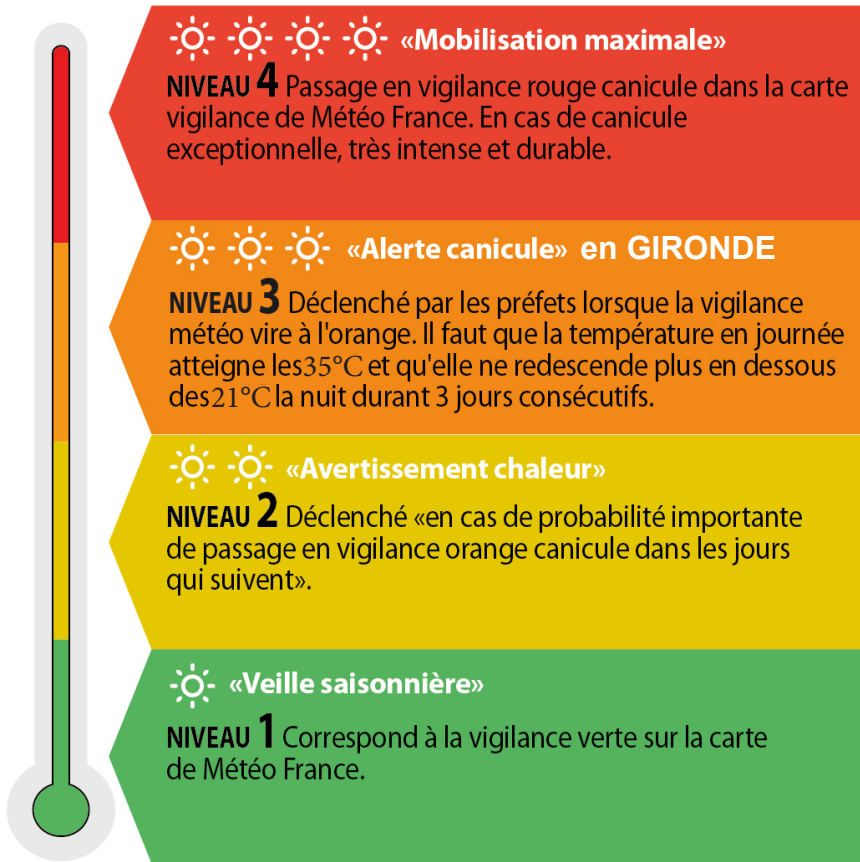 «Mobilisation maximale»
NIVEAU 4 Passage en vigilance rouge canicule dans la carte
vigilance de Météo France. En cas de canicule
exceptionnelle, très intense et durable.
«Alerte canicule» en GIRONDE
NIVEAU 3 Déclenché par les préfets lorsque la vigilance
météo vire à l'orange. Il faut que la température en journée
atteigne les35°C et qu'elle ne redescende plus en dessous
des21°C la nuit durant 3 jours consécutifs.
«Avertissement chaleur»
NIVEAU 2 Déclenché «en cas de probabilité importante
de passage en vigilance orange canicule dans les jours
qui suivent».
«Veille saisonnière»
NIVEAU 1 Correspond à la vigilance verte sur la carte
de Météo France.